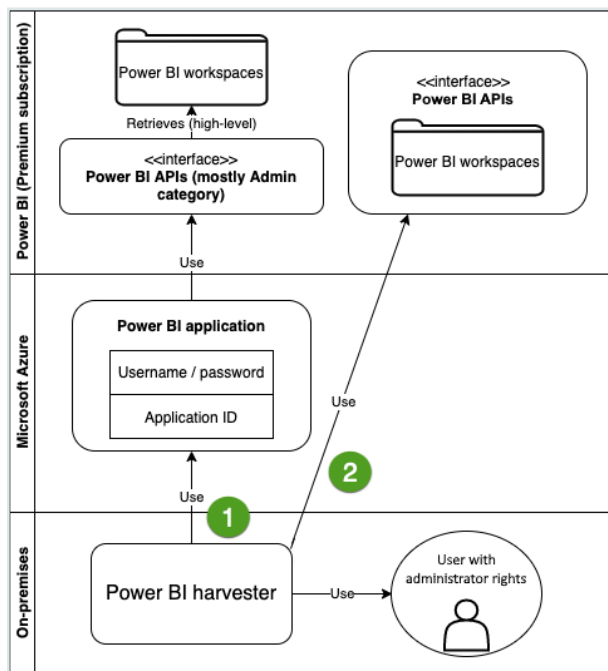 Power BI (Premium subscription)
Power BI workspaces
Retrieves (high-level)
<<interface>>
Power BI APIs (mostly Admin
category)
<<interface>>
Power BI APIs
Power BI workspaces
Use
Microsoft Azure
Power BI application
Username / password
Application ID
Use
2
Use
1
On-premises
Power BI harvester
Use
User with
administrator rights